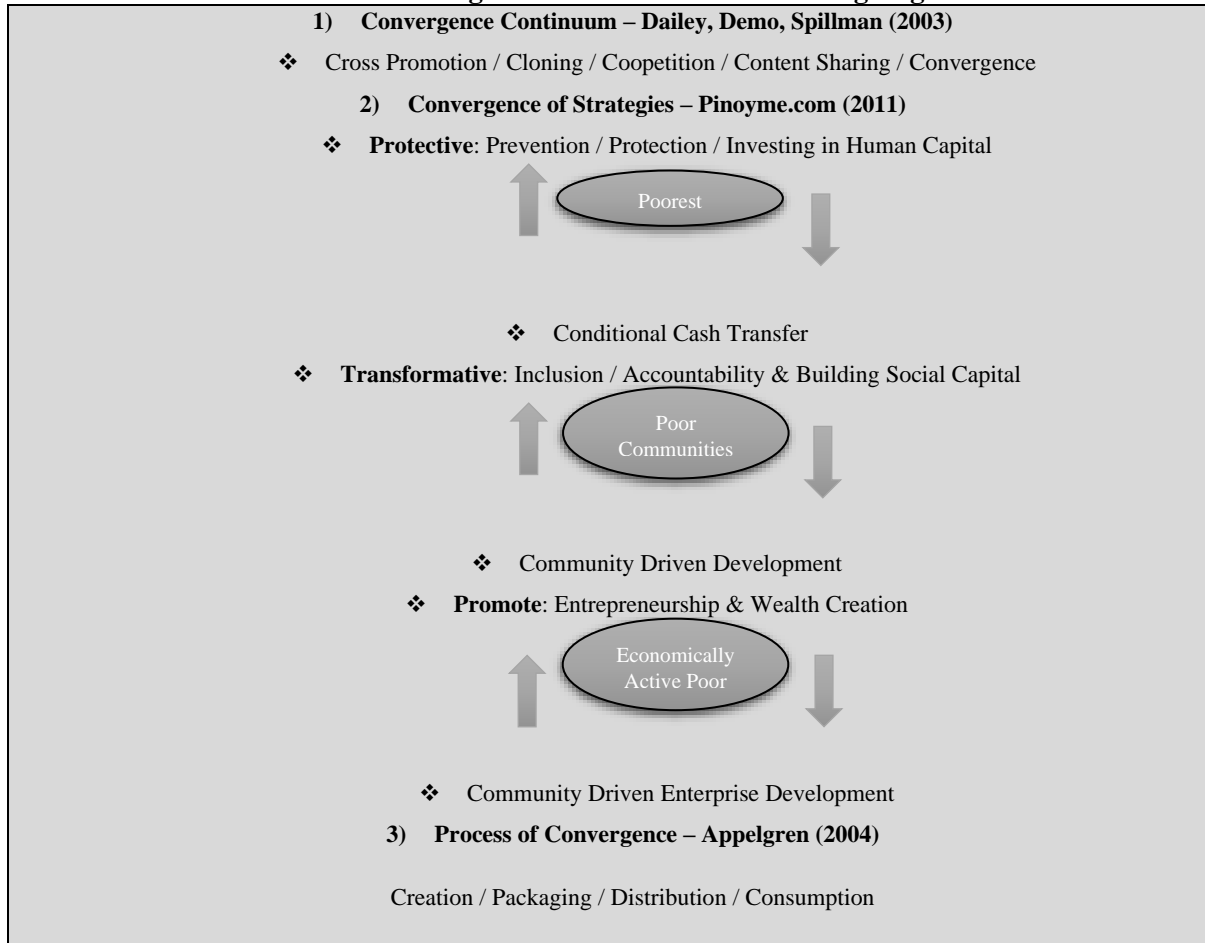 1) Convergence Continuum – Dailey, Demo, Spillman (2003)
❖ Cross Promotion / Cloning / Coopetition / Content Sharing / Convergence
2) Convergence of Strategies – Pinoyme.com (2011)
❖ Protective: Prevention / Protection / Investing in Human Capital
Poorest
❖ Conditional Cash Transfer
❖ Transformative: Inclusion / Accountability & Building Social Capital
Poor
Communities
❖ Community Driven Development
❖ Promote: Entrepreneurship & Wealth Creation
Economically
Active Poor
❖ Community Driven Enterprise Development
3) Process of Convergence – Appelgren (2004)
Creation / Packaging / Distribution / Consumption